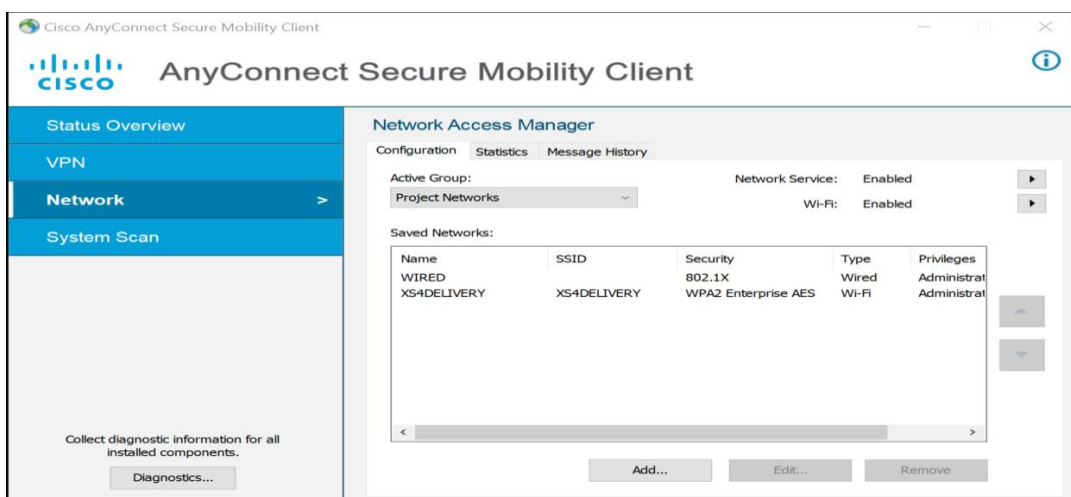 Cisco AnyConnect Secure Mobility Client
CISCO AnyConnect Secure Mobility Client
Status Overview
VPN
Network >
System Scan
Collect diagnostic information for all
installed components.
Diagnostics...
Network Access Manager
Configuration Statistics Message History
Active Group:
Project Networks
Network Service: Enabled
Wi-Fi: Enabled
Saved Networks:
Name SSID Security Type Privileges
WIRED 802.1X Wired Administrat
XS4DELIVERY XS4DELIVERY WPA2 Enterprise AES Wi-Fi Administrat
Add... Edit... Remove